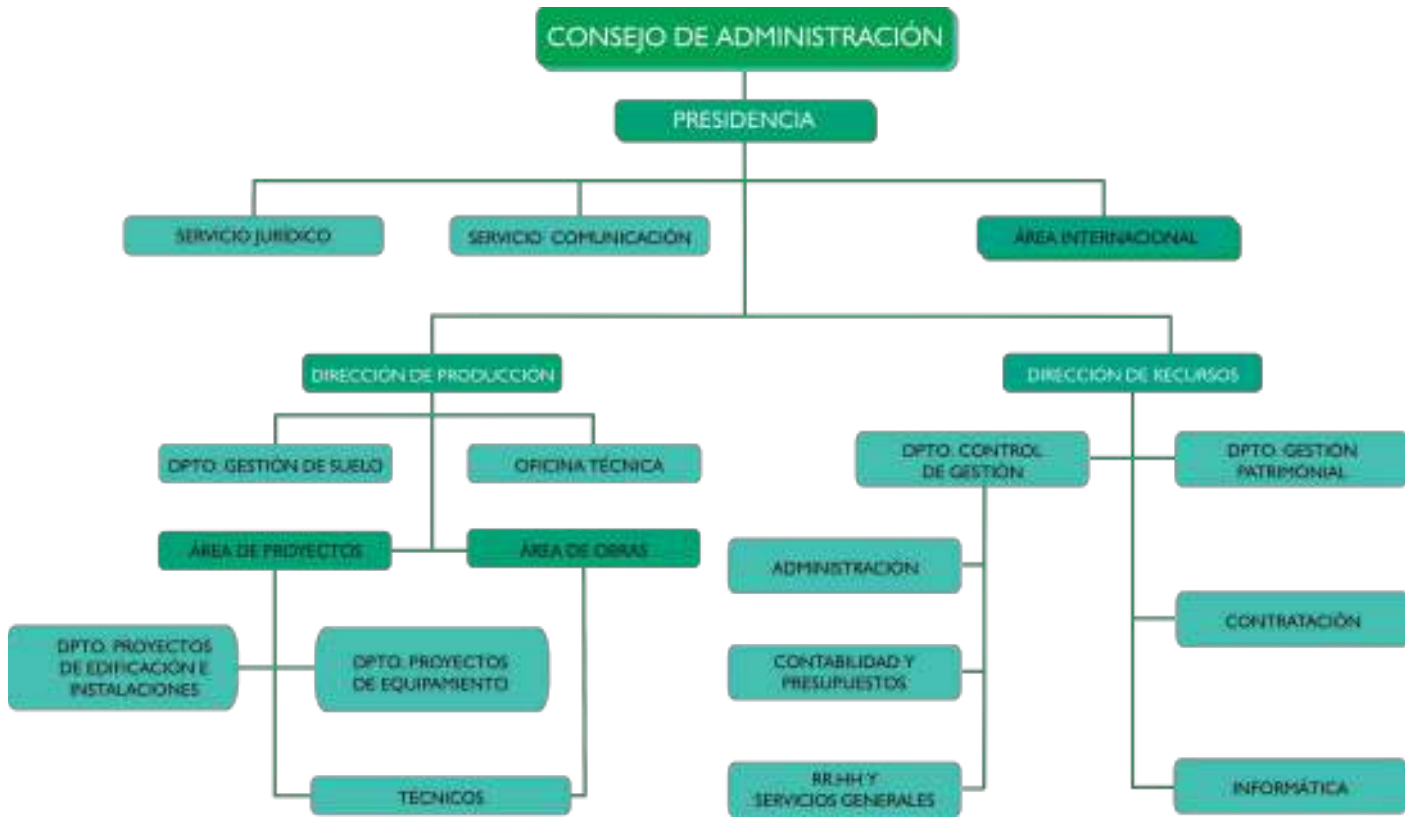 CONSEJO DE ADMINISTRACIÓN
PRESIDENCIA
SERVICIO JURÍDICO
SERVICIO COMUNICACIÓN
ÁREA INTERNACIONAL
DIRECCIÓN DE PRODUCCIÓN
DIRECCIÓN DE RECURSOS
DPTO. GESTIÓN DE SUELO
OFICINA TÉCNICA
DPTO. CONTROL
DE GESTIÓN
DPTO. GESTIÓN
PATRIMONIAL
ÁREA DE PROYECTOS
ÁREA DE OBRAS
ADMINISTRACIÓN
CONTRATACIÓN
DPTO. PROYECTOS
DE EDIFICACIÓN E
INSTALACIONES
DPTO. PROYECTOS
DE EQUIPAMIENTO
CONTABILIDAD Y
PRESUPUESTOS
TÉCNICOS
RR.HH Y
SERVICIOS GENERALES
INFORMÁTICA